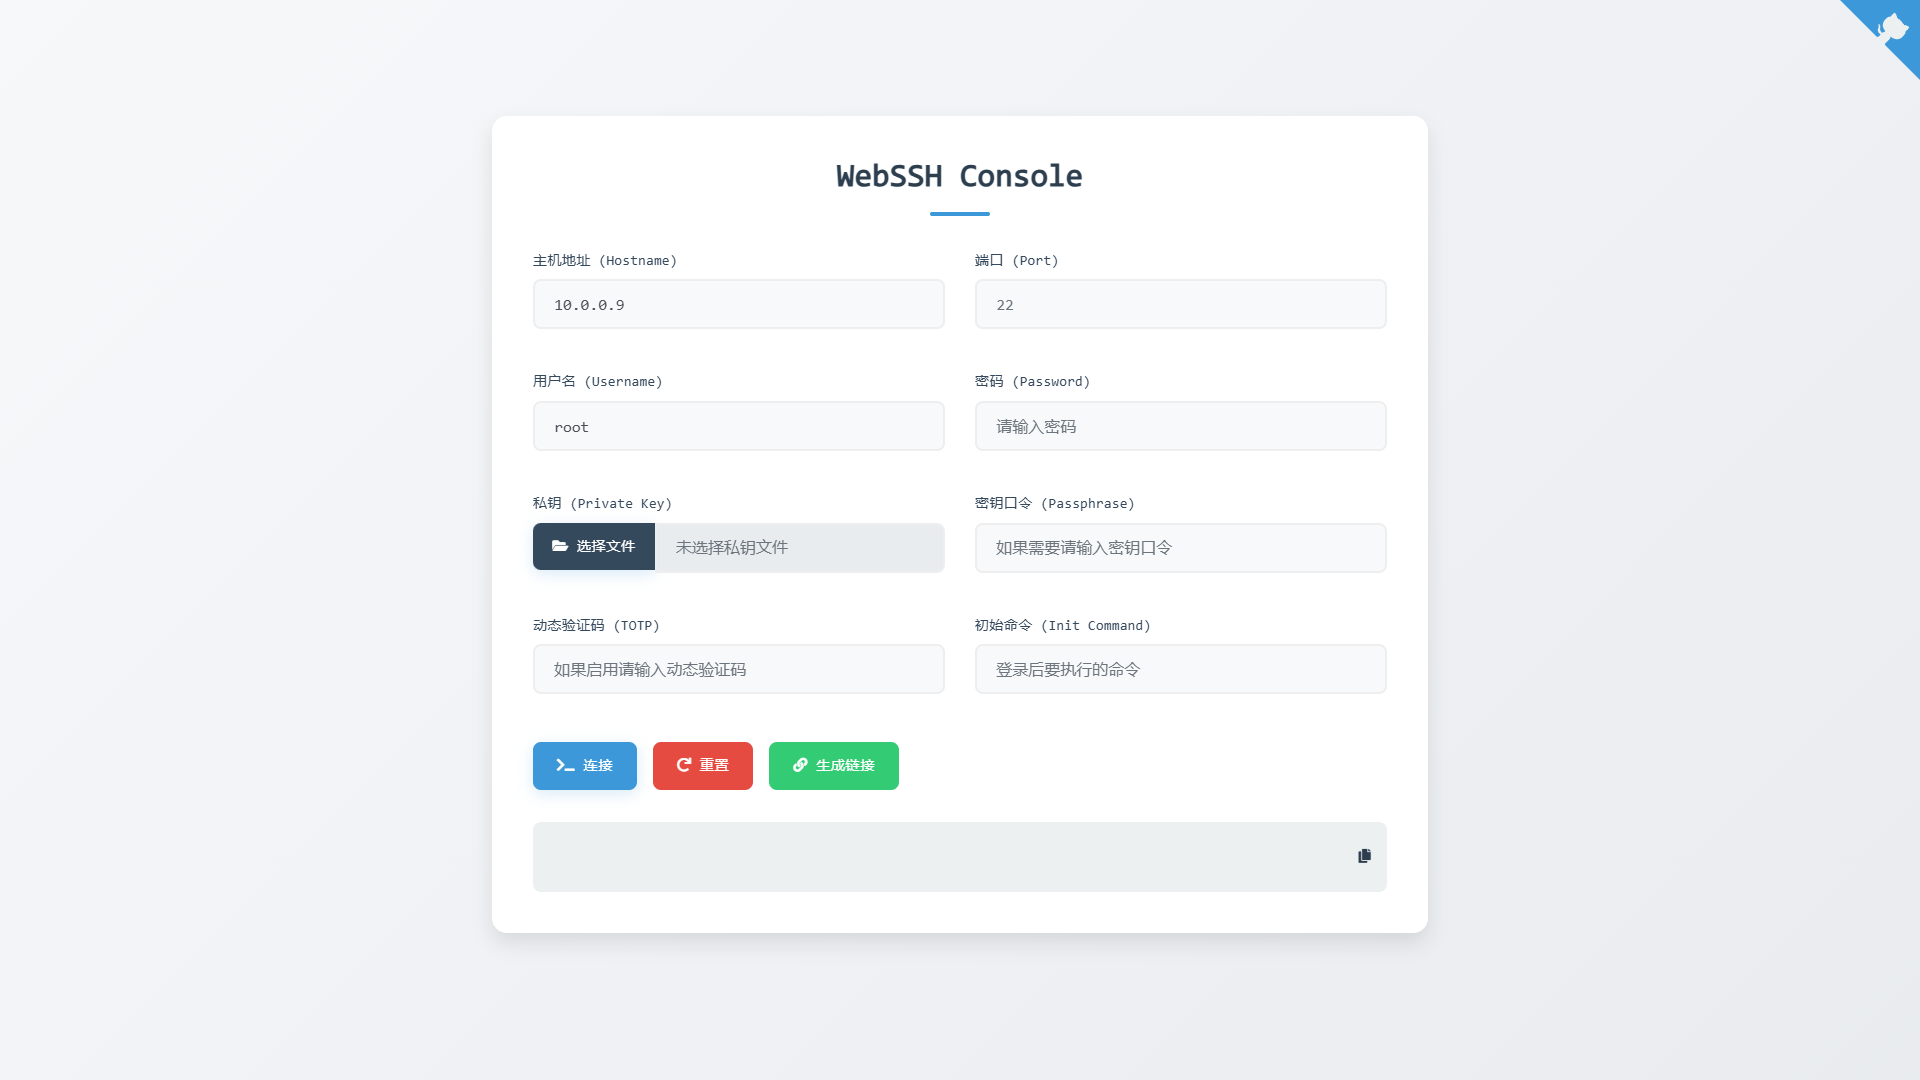 WebSSH Console
主机地址 (Hostname)
端口 (Port)
10.0.0.9
22
用户名 (Username)
密码 (Password)
root
请输入密码
私钥 (Private Key)
密钥口令 (Passphrase)
选择文件
未选择私钥文件
如果需要请输入密钥口令
动态验证码 (TOTP)
初始命令 (Init Command)
如果启用请输入动态验证码
登录后要执行的命令
连接
重置
生成链接